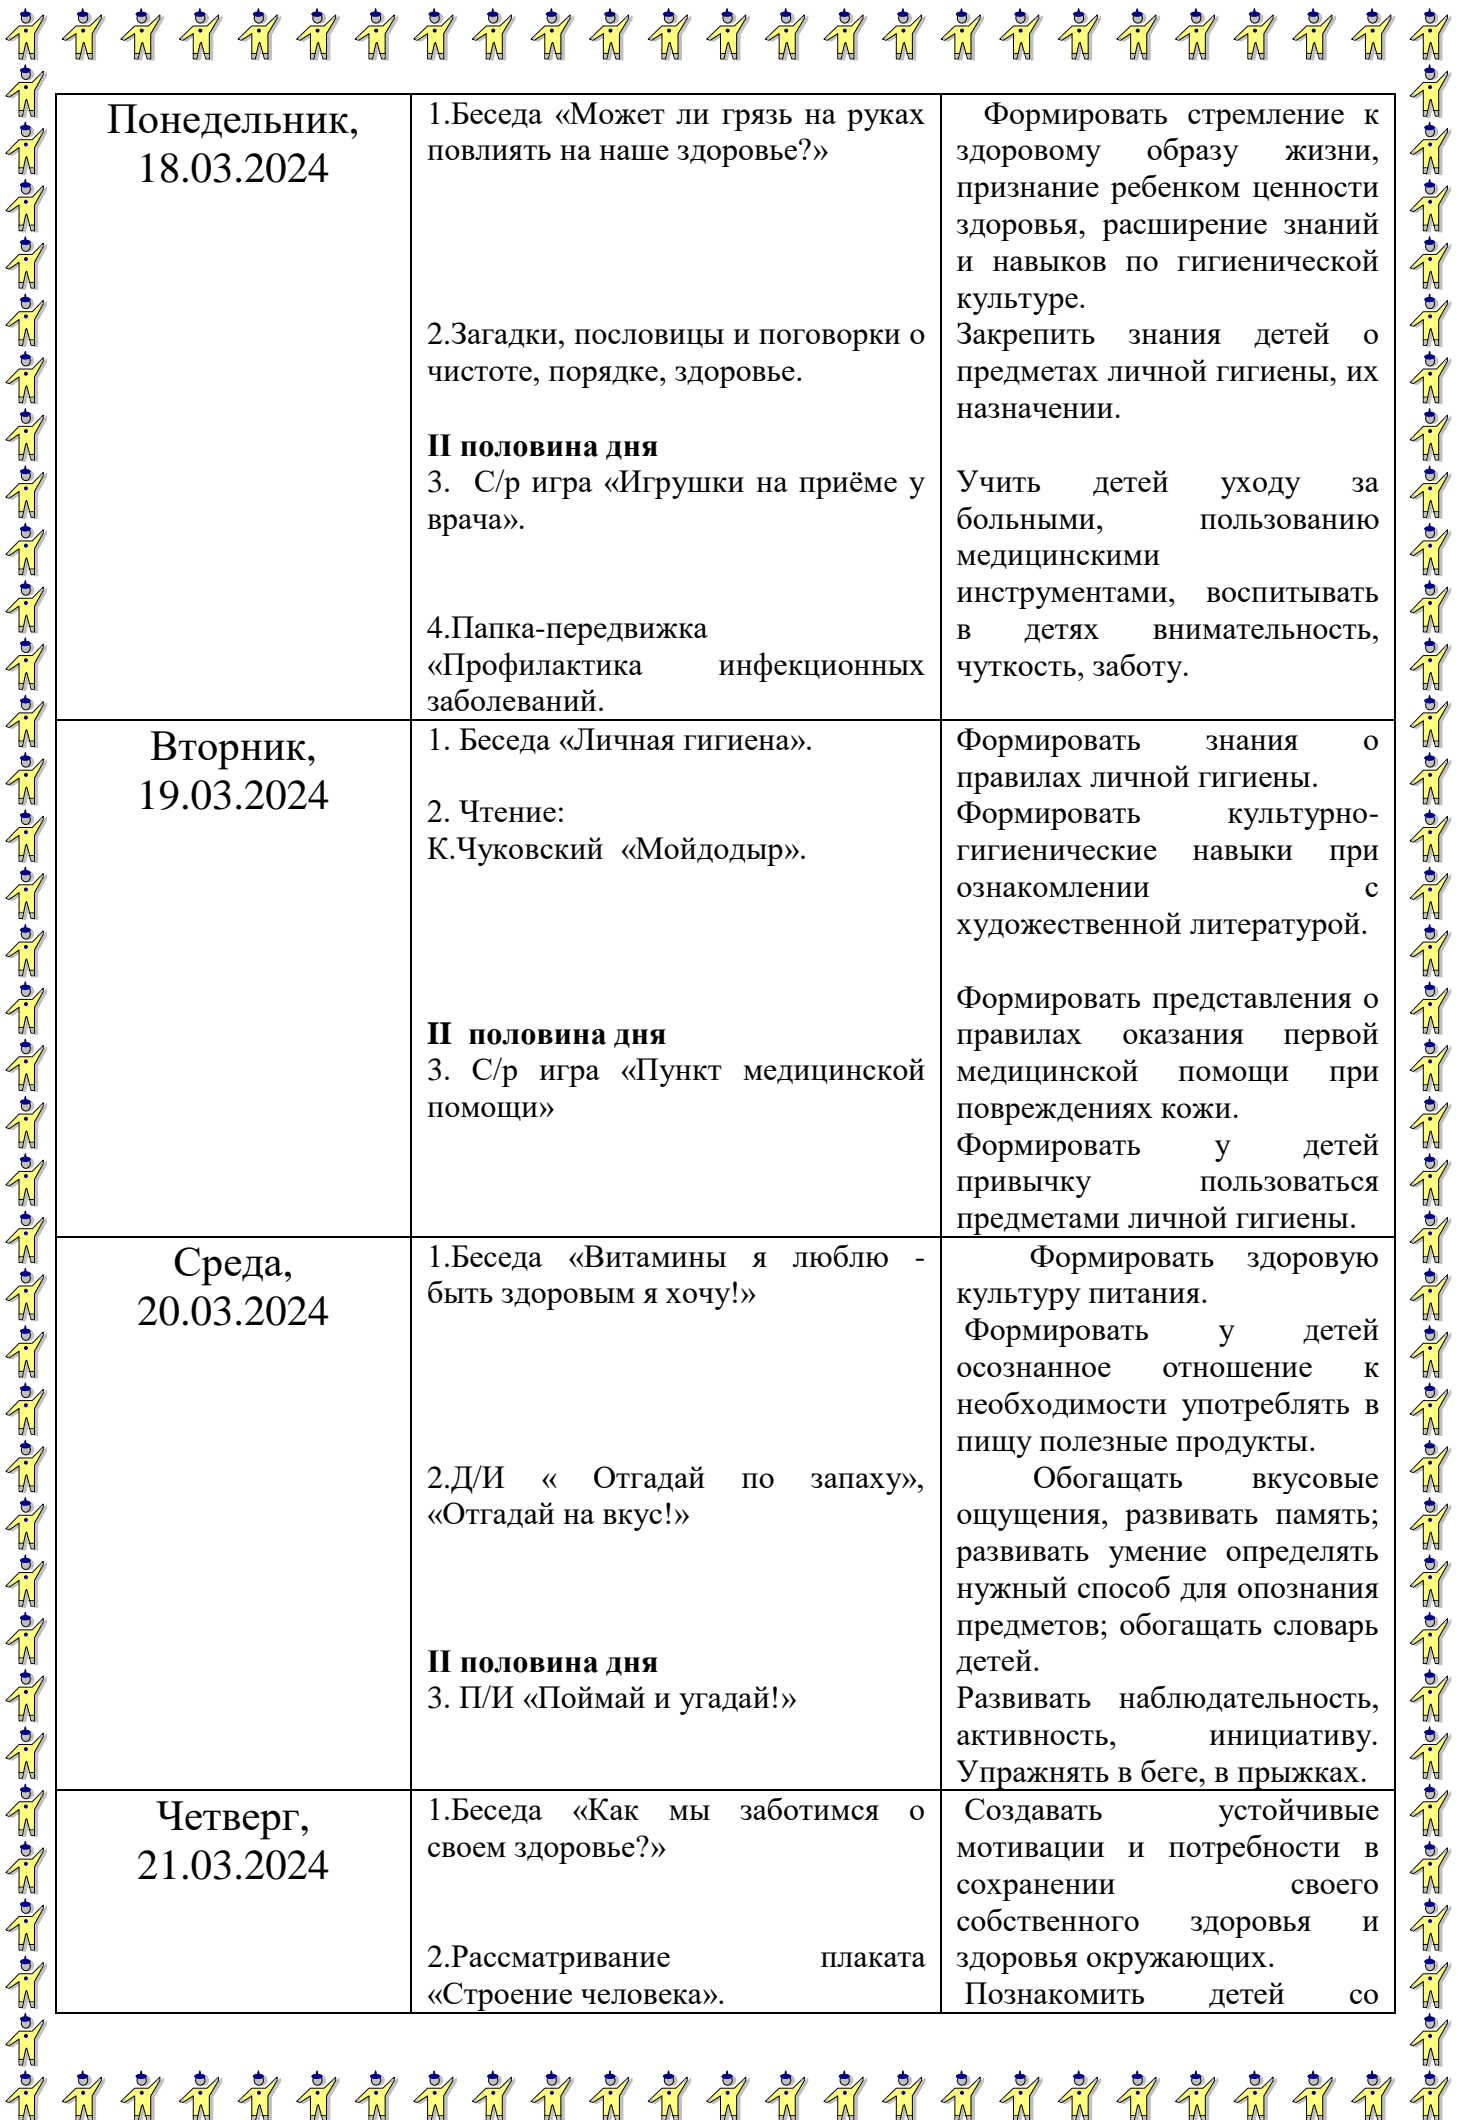 Понедельник,
18.03.2024
1.Беседа «Может ли грязь на руках
повлиять на наше здоровье?»
2.Загадки, пословицы и поговорки о
чистоте, порядке, здоровье.
II половина дня
3. С/р игра «Игрушки на приёме у
врача».
4.Папка-передвижка
«Профилактика инфекционных
заболеваний.
Формировать стремление к
здоровому образу жизни,
признание ребенком ценности
здоровья, расширение знаний
и навыков по гигиенической
культуре.
Закрепить знания детей о
предметах личной гигиены, их
назначении.
Учить детей уходу за
больными, пользованию
медицинскими
инструментами, воспитывать
в детях внимательность,
чуткость, заботу.
Вторник,
19.03.2024
1. Беседа «Личная гигиена».
2. Чтение:
К.Чуковский «Мойдодыр».
II половина дня
3. С/р игра «Пункт медицинской
помощи»
Формировать знания о
правилах личной гигиены.
Формировать культурно-
гигиенические навыки при
ознакомлении с
художественной литературой.
Формировать представления о
правилах оказания первой
медицинской помощи при
повреждениях кожи.
Формировать у детей
привычку пользоваться
предметами личной гигиены.
Среда,
20.03.2024
1.Беседа «Витамины я люблю -
быть здоровым я хочу!»
2.Д/И « Отгадай по запаху»,
«Отгадай на вкус!»
II половина дня
3. П/И «Поймай и угадай!»
Формировать здоровую
культуру питания.
Формировать у детей
осознанное отношение к
необходимости употреблять в
пищу полезные продукты.
Обогащать вкусовые
ощущения, развивать память;
развивать умение определять
нужный способ для опознания
предметов; обогащать словарь
детей.
Развивать наблюдательность,
активность, инициативу.
Упражнять в беге, в прыжках.
Четверг,
21.03.2024
1.Беседа «Как мы заботимся о
своем здоровье?»
2.Рассматривание плаката
«Строение человека».
Создавать устойчивые
мотивации и потребности в
сохранении своего
собственного здоровья и
здоровья окружающих.
Познакомить детей со